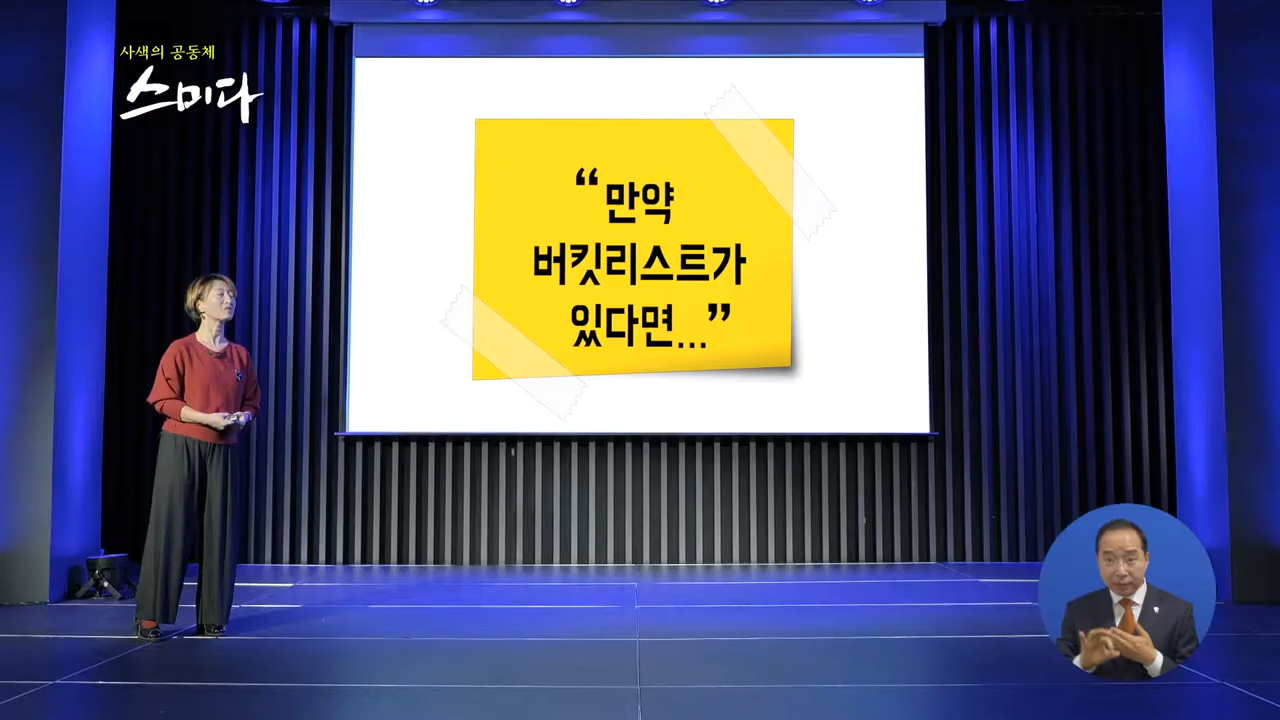 사색의 공동체
스미다
“만약
버킷리스트가
있다면...”